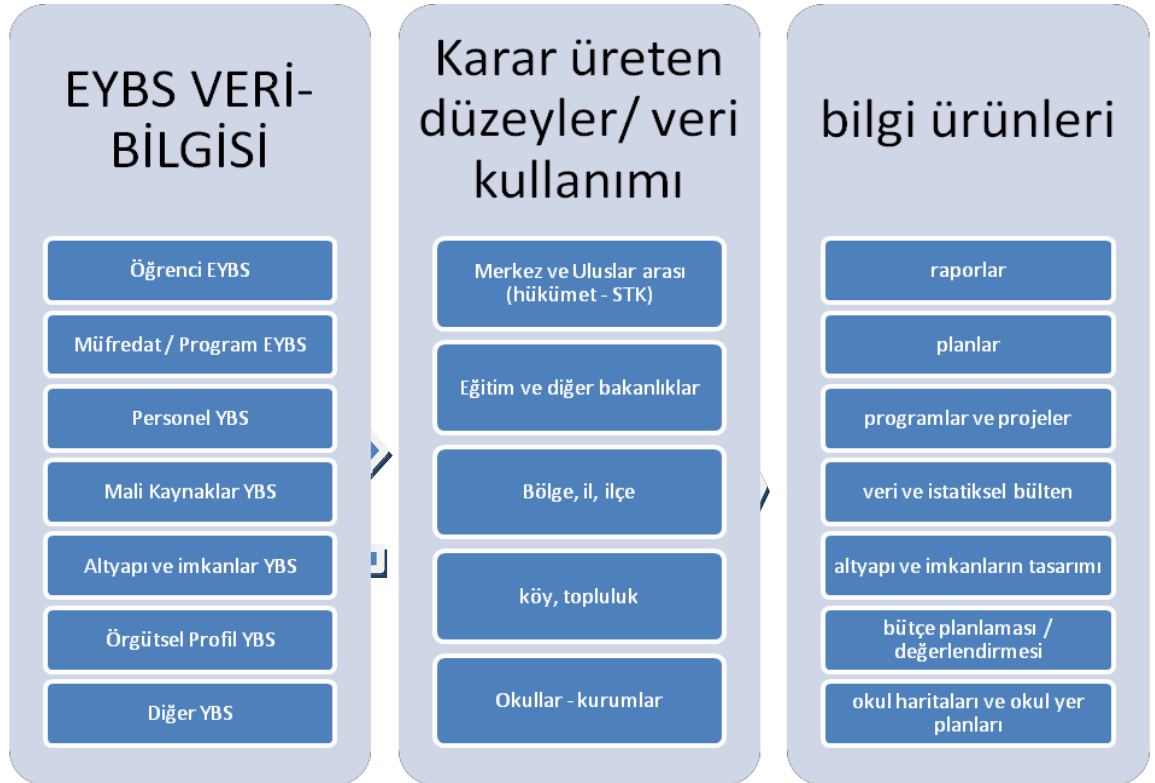 EYBS VERİ-
BİLGİSİ
Öğrenci EYBS
Müfredat / Program EYBS
Personel YBS
Mali Kaynaklar YBS
Altyapı ve imkanlar YBS
Örgütsel Profil YBS
Diğer YBS
Karar üreten
düzeyler/ veri
kullanımı
Merkez ve Uluslar arası
(hükümet - STK)
Eğitim ve diğer bakanlıklar
Bölge, il, ilçe
köy, topluluk
Okullar - kurumlar
bilgi ürünleri
raporlar
planlar
programlar ve projeler
veri ve istatiksel bülten
altyapı ve imkanların tasarımı
bütçe planlaması /
değerlendirmesi
okul haritaları ve okul yer
planları